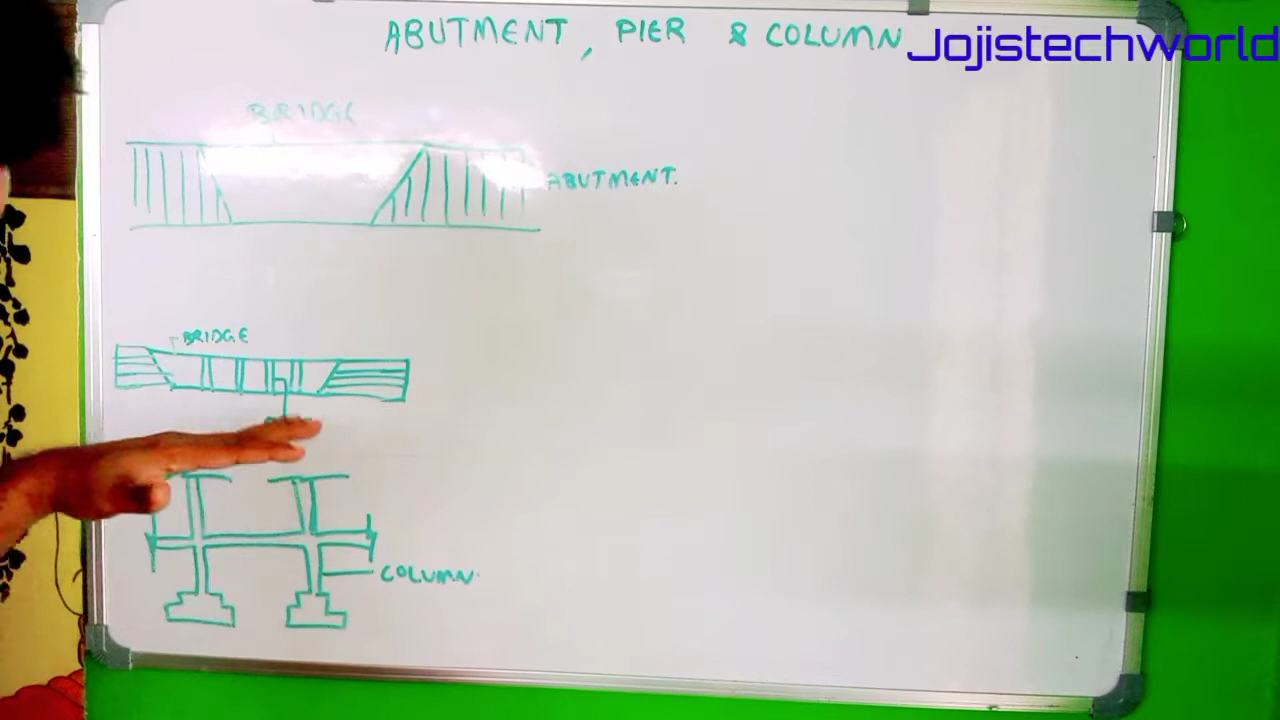 ABUTMENT, PIER & COLUMN
Jojistechworld
BRIDGE
ABUTMENT.
BRIDGE
COLUMN.